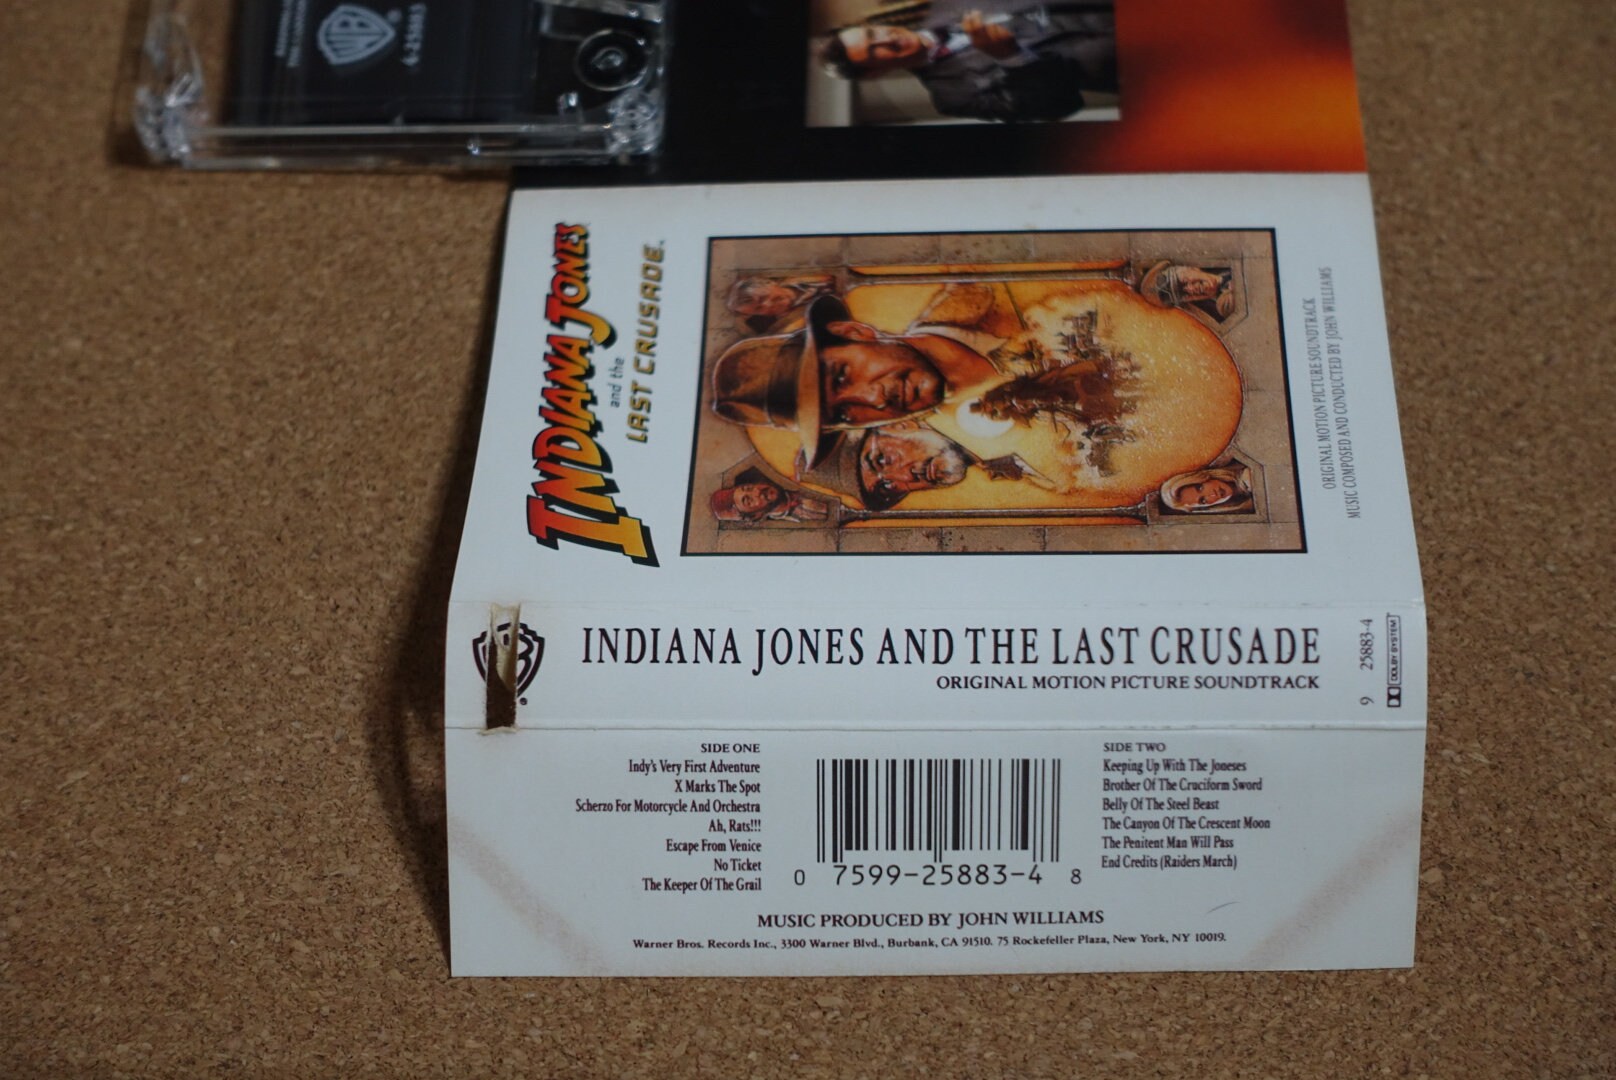 4-25883
INDIANA JONES
and the
LAST CRUSADE.
ORIGINAL MOTION PICTURE SOUNDTRACK
MUSIC COMPOSED AND CONDUCTED BY JOHN WILLIAMS
INDIANA JONES AND THE LAST CRUSADE
ORIGINAL MOTION PICTURE SOUNDTRACK
9 25883-4
DOLBY SYSTEM
SIDE ONE
Indy's Very First Adventure
X Marks The Spot
Scherzo For Motorcycle And Orchestra
Ah, Rats!!!
Escape From Venice
No Ticket
The Keeper Of The Grail
0 7599-25883-4 8
SIDE TWO
Keeping Up With The Joneses
Brother Of The Cruciform Sword
Belly Of The Steel Beast
The Canyon Of The Crescent Moon
The Penitent Man Will Pass
End Credits (Raiders March)
MUSIC PRODUCED BY JOHN WILLIAMS
Warner Bros. Records Inc., 3300 Warner Blvd., Burbank, CA 91510. 75 Rockefeller Plaza, New York, NY 10019.